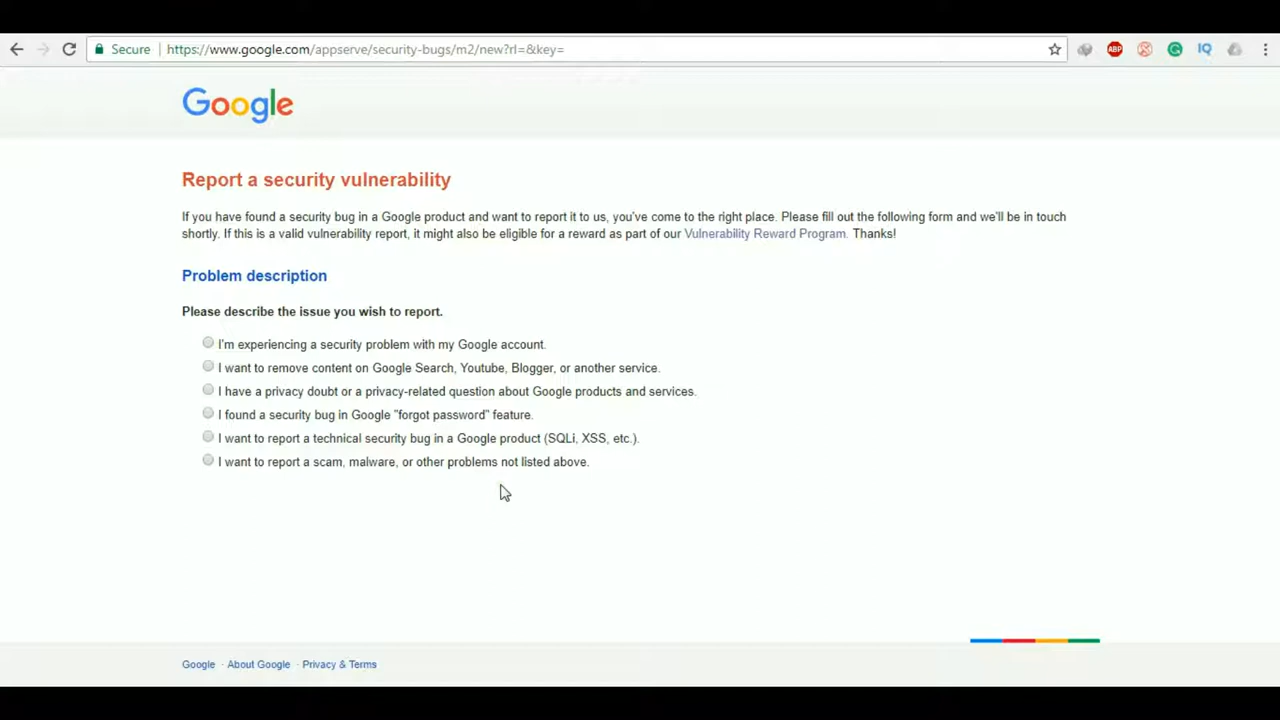 Secure
https://www.google.com/appserve/security-bugs/m2/new?rl=&key=
ABP
IQ
Google
Report a security vulnerability
If you have found a security bug in a Google product and want to report it to us, you've come to the right place. Please fill out the following form and we'll be in touch
shortly. If this is a valid vulnerability report, it might also be eligible for a reward as part of our Vulnerability Reward Program. Thanks!
Problem description
Please describe the issue you wish to report.
I'm experiencing a security problem with my Google account.
I want to remove content on Google Search, Youtube, Blogger, or another service.
I have a privacy doubt or a privacy-related question about Google products and services.
I found a security bug in Google "forgot password" feature.
I want to report a technical security bug in a Google product (SQLi, XSS, etc.).
I want to report a scam, malware, or other problems not listed above.
Google · About Google · Privacy & Terms